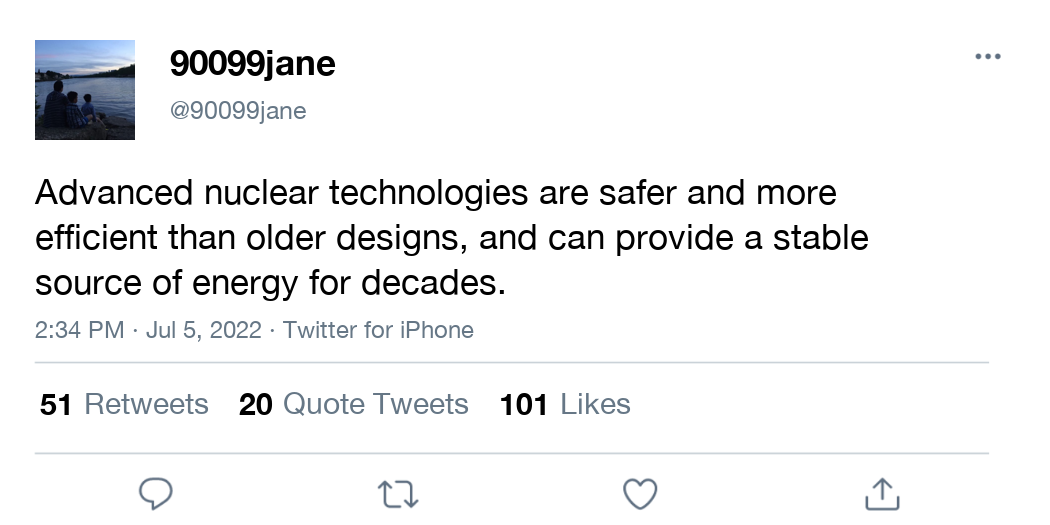 90099jane
@90099jane
Advanced nuclear technologies are safer and more
efficient than older designs, and can provide a stable
source of energy for decades.
2:34 PM · Jul 5, 2022 · Twitter for iPhone
51 Retweets 20 Quote Tweets 101 Likes